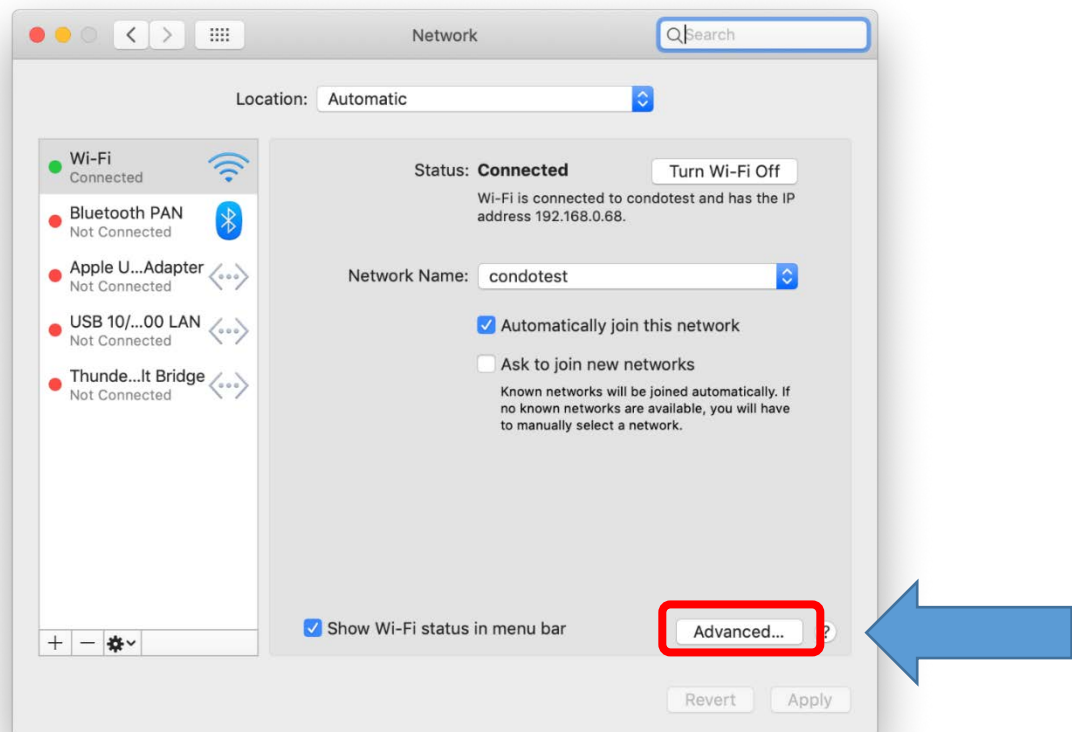 Network
Search
Location: Automatic
Wi-Fi
Connected
Bluetooth PAN
Not Connected
Apple U...Adapter
Not Connected
USB 10/...00 LAN
Not Connected
Thunde...lt Bridge
Not Connected
Status: Connected
Turn Wi-Fi Off
Wi-Fi is connected to condotest and has the IP
address 192.168.0.68.
Network Name: condotest
Automatically join this network
Ask to join new networks
Known networks will be joined automatically. If
no known networks are available, you will have
to manually select a network.
Show Wi-Fi status in menu bar
Advanced...
?
Revert
Apply